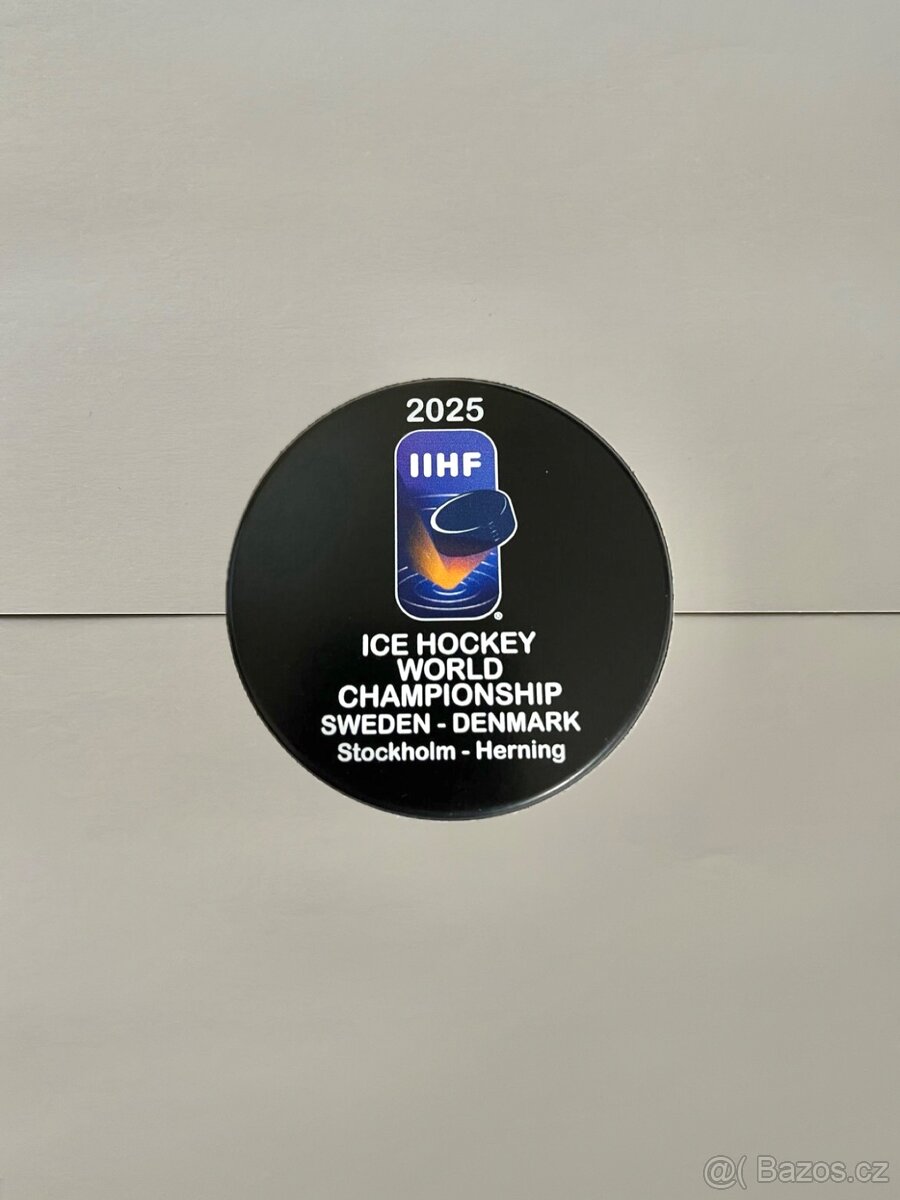 2025
IIHF
®
ICE HOCKEY
WORLD
CHAMPIONSHIP
SWEDEN - DENMARK
Stockholm - Herning
@( Bazos.cz